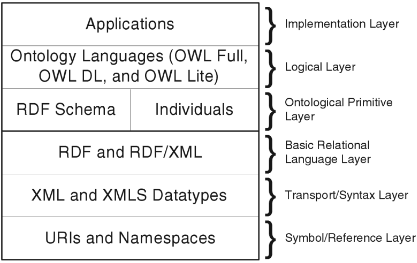 Applications
Implementation Layer
Ontology Languages (OWL Full,
OWL DL, and OWL Lite)
Logical Layer
RDF Schema
Individuals
Ontological Primitive
Layer
RDF and RDF/XML
Basic Relational
Language Layer
XML and XMLS Datatypes
Transport/Syntax Layer
URIs and Namespaces
Symbol/Reference Layer